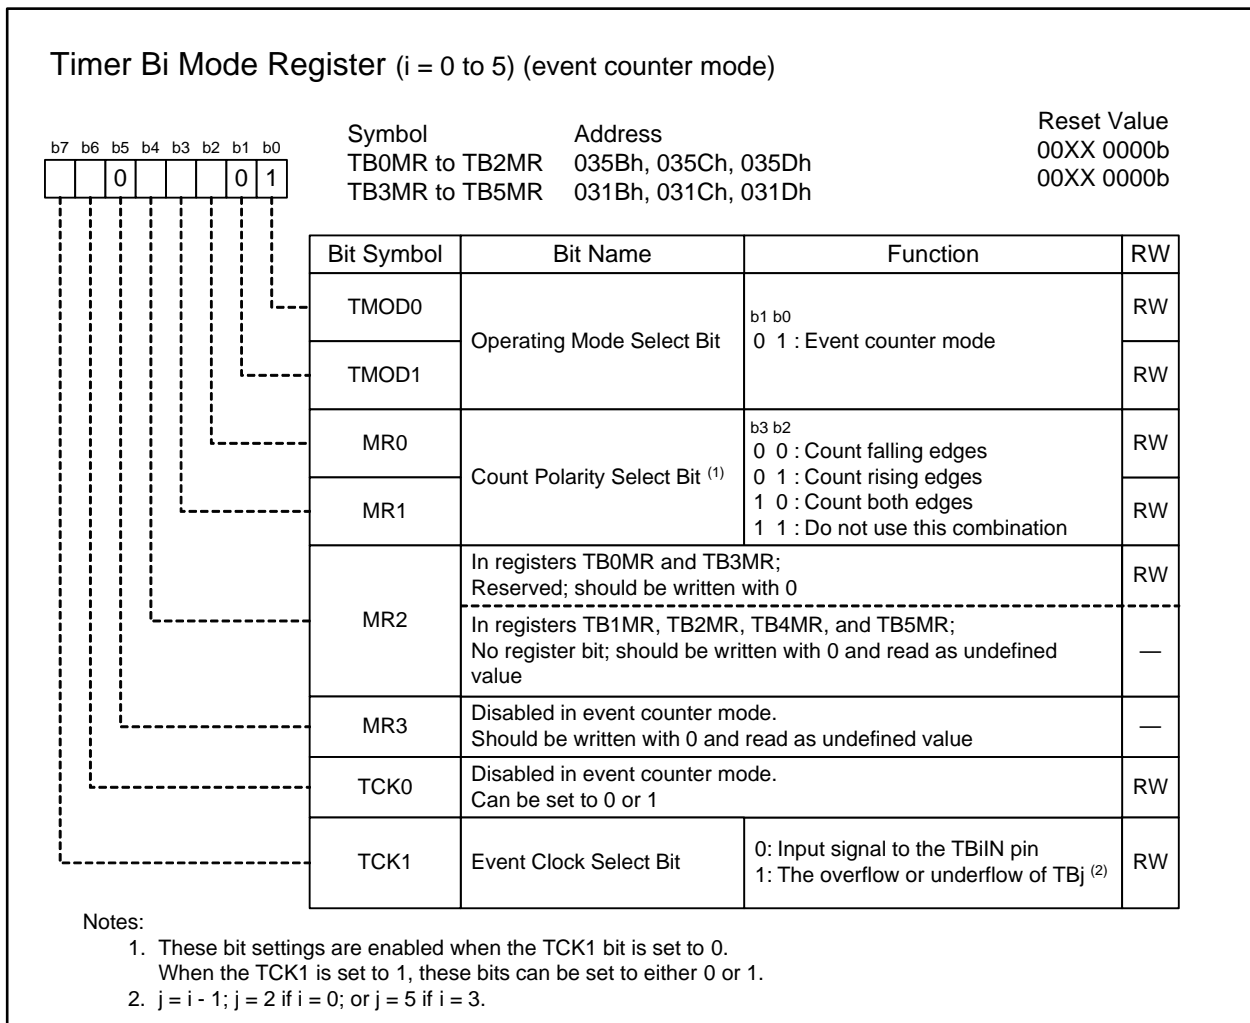 Timer Bi Mode Register (i = 0 to 5) (event counter mode)
b7 b6 b5 b4 b3 b2 b1 b0
0 0 1
Symbol Address Reset Value
TB0MR to TB2MR 035Bh, 035Ch, 035Dh 00XX 0000b
TB3MR to TB5MR 031Bh, 031Ch, 031Dh 00XX 0000b
Bit Symbol Bit Name Function RW
TMOD0 RW
Operating Mode Select Bit
b1 b0
0 1 : Event counter mode
TMOD1 RW
MR0 RW
Count Polarity Select Bit (1)
b3 b2
0 0 : Count falling edges
0 1 : Count rising edges
1 0 : Count both edges
1 1 : Do not use this combination
MR1 RW
MR2
In registers TB0MR and TB3MR;
Reserved; should be written with 0
RW
In registers TB1MR, TB2MR, TB4MR, and TB5MR;
No register bit; should be written with 0 and read as undefined
value
—
MR3
Disabled in event counter mode.
Should be written with 0 and read as undefined value
—
TCK0
Disabled in event counter mode.
Can be set to 0 or 1
RW
TCK1
Event Clock Select Bit
0: Input signal to the TBiIN pin
1: The overflow or underflow of TBj (2)
RW
Notes:
1. These bit settings are enabled when the TCK1 bit is set to 0.
When the TCK1 is set to 1, these bits can be set to either 0 or 1.
2. j = i - 1; j = 2 if i = 0; or j = 5 if i = 3.